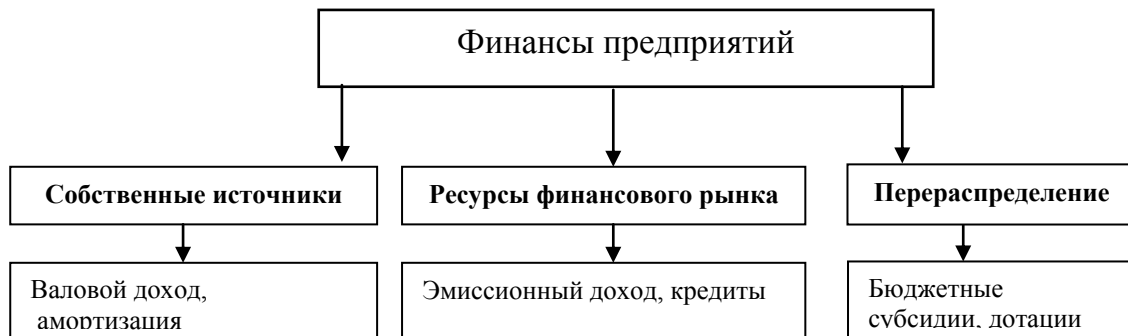 Финансы предприятий
Собственные источники
Ресурсы финансового рынка
Перераспределение
Валовой доход,
амортизация
Эмиссионный доход, кредиты
Бюджетные
субсидии, дотации